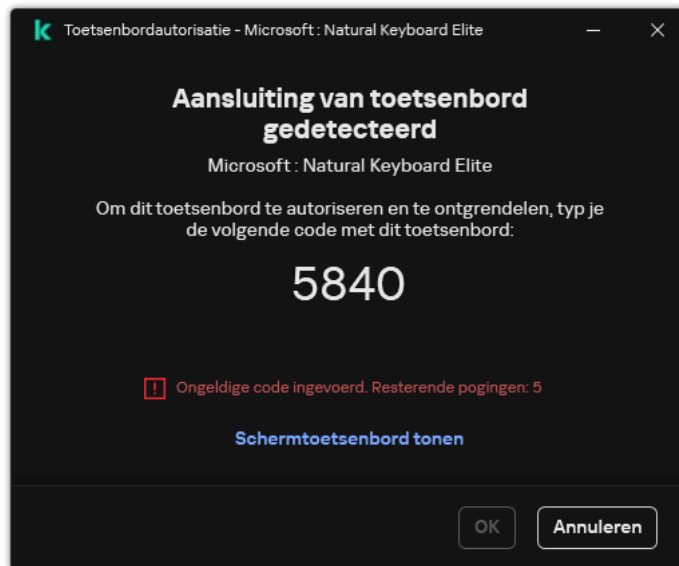 Toetsenbordautorisatie - Microsoft : Natural Keyboard Elite
Aansluiting van toetsenbord
gedetecteerd
Microsoft : Natural Keyboard Elite
Om dit toetsenbord te autoriseren en te ontgrendelen, typ je
de volgende code met dit toetsenbord:
5840
Ongeldige code ingevoerd. Resterende pogingen: 5
Schermtoetsenbord tonen
OK
Annuleren